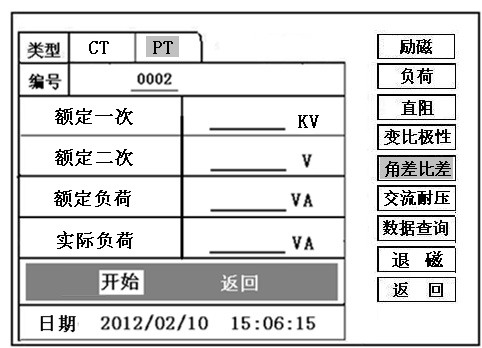 类型 CT PT
编号 0002
额定一次 KV
额定二次 V
额定负荷 VA
实际负荷 VA
开始 返回
日期 2012/02/10 15:06:15
励磁
负荷
直阻
变比极性
角差比差
交流耐压
数据查询
退 磁
返 回